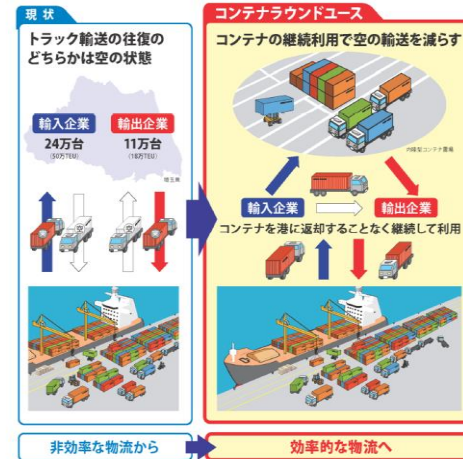 現状
トラック輸送の往復の
どちらかは空の状態
輸入企業
24万台
(50万TEU)
輸出企業
11万台
(18万TEU)
埼玉県
空
空
非効率な物流から
コンテナラウンドユース
コンテナの継続利用で空の輸送を減らす
内陸型コンテナ置場
輸入企業
輸出企業
コンテナを港に返却することなく継続して利用
効率的な物流へ